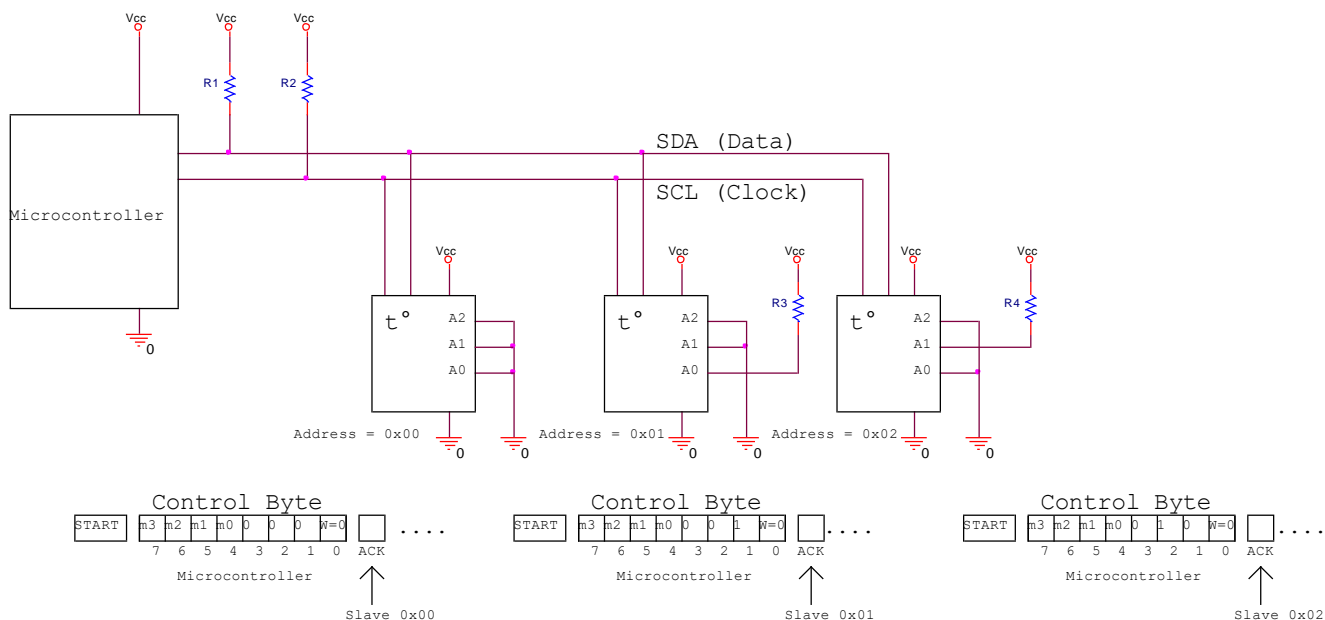 Vcc Vcc Vcc
R1 R2
SDA (Data)
SCL (Clock)
Microcontroller
Vcc Vcc Vcc Vcc Vcc
R3 R4
t° A2 t° A2 t° A2
0
A1 A1 A1
A0 A0 A0
Address = 0x00 Address = 0x01 Address = 0x02
0 0 0 0 0 0
Control Byte Control Byte Control Byte
START m3 m2 m1 m0 0 0 0 W=0 .... START m3 m2 m1 m0 0 0 1 W=0 .... START m3 m2 m1 m0 0 1 0 W=0 ....
7 6 5 4 3 2 1 0 ACK 7 6 5 4 3 2 1 0 ACK 7 6 5 4 3 2 1 0 ACK
Microcontroller Microcontroller Microcontroller
Slave 0x00 Slave 0x01 Slave 0x02